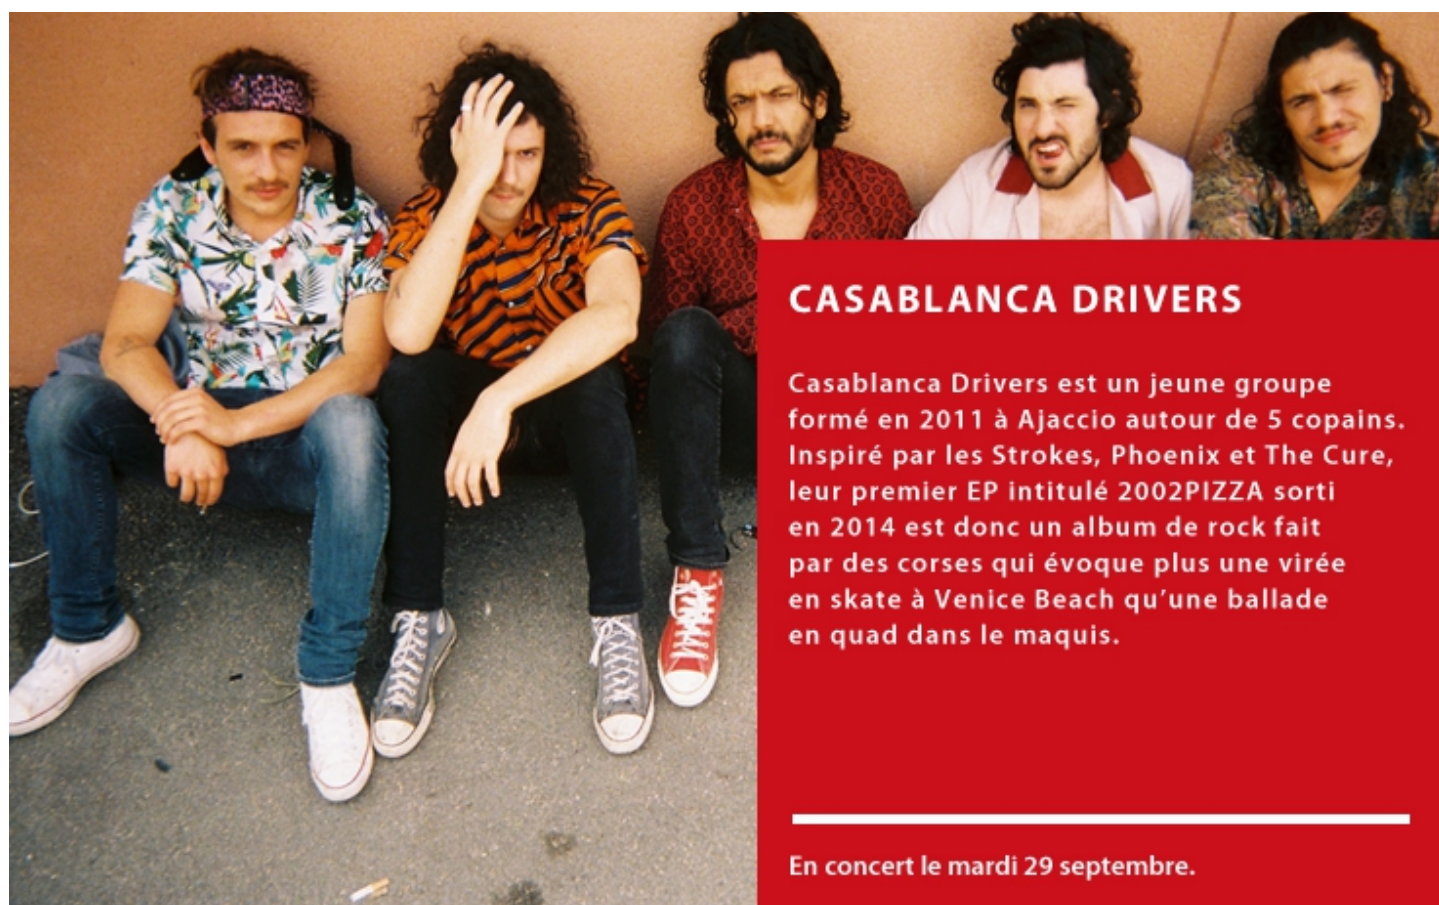 CASABLANCA DRIVERS
Casablanca Drivers est un jeune groupe
formé en 2011 à Ajaccio autour de 5 copains.
Inspiré par les Strokes, Phoenix et The Cure,
leur premier EP intitulé 2002PIZZA sorti
en 2014 est donc un album de rock fait
par des corses qui évoque plus une virée
en skate à Venice Beach qu'une ballade
en quad dans le maquis.
En concert le mardi 29 septembre.